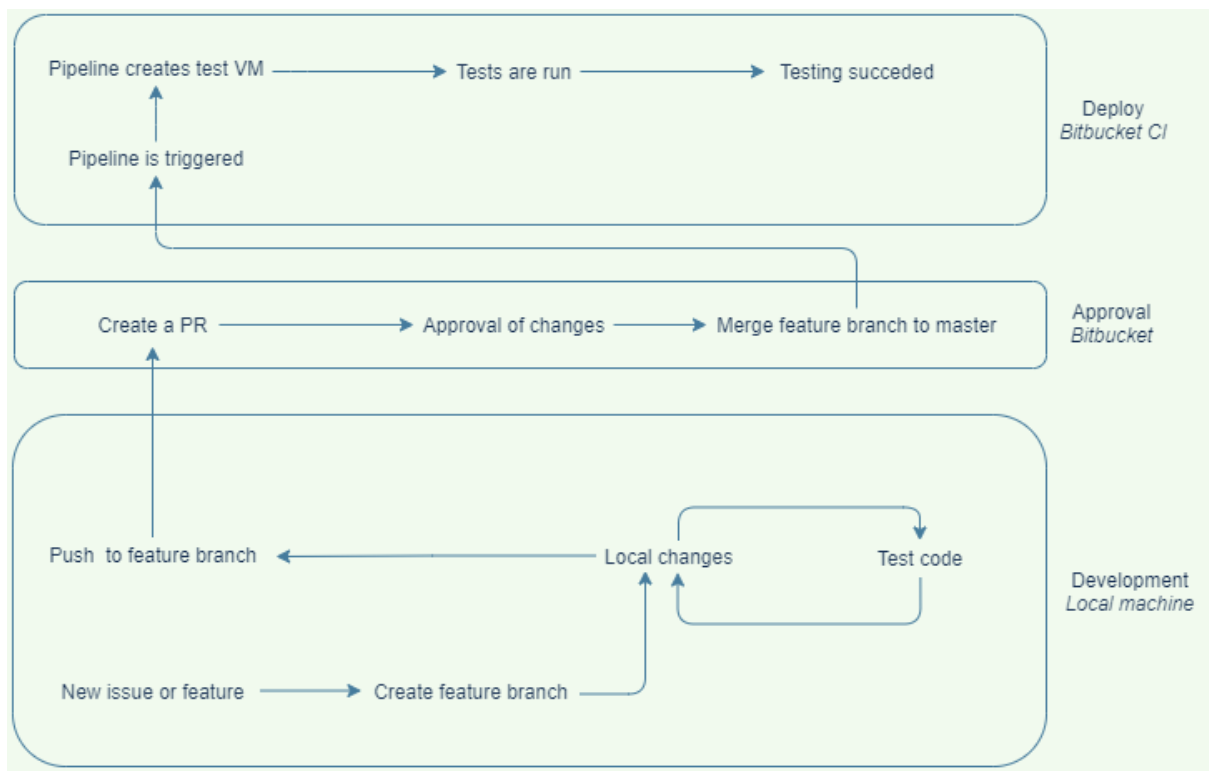 Pipeline creates test VM
Tests are run
Testing succeded
Pipeline is triggered
Deploy
Bitbucket CI
Create a PR
Approval of changes
Merge feature branch to master
Approval
Bitbucket
Push to feature branch
Local changes
Test code
Development
Local machine
New issue or feature
Create feature branch